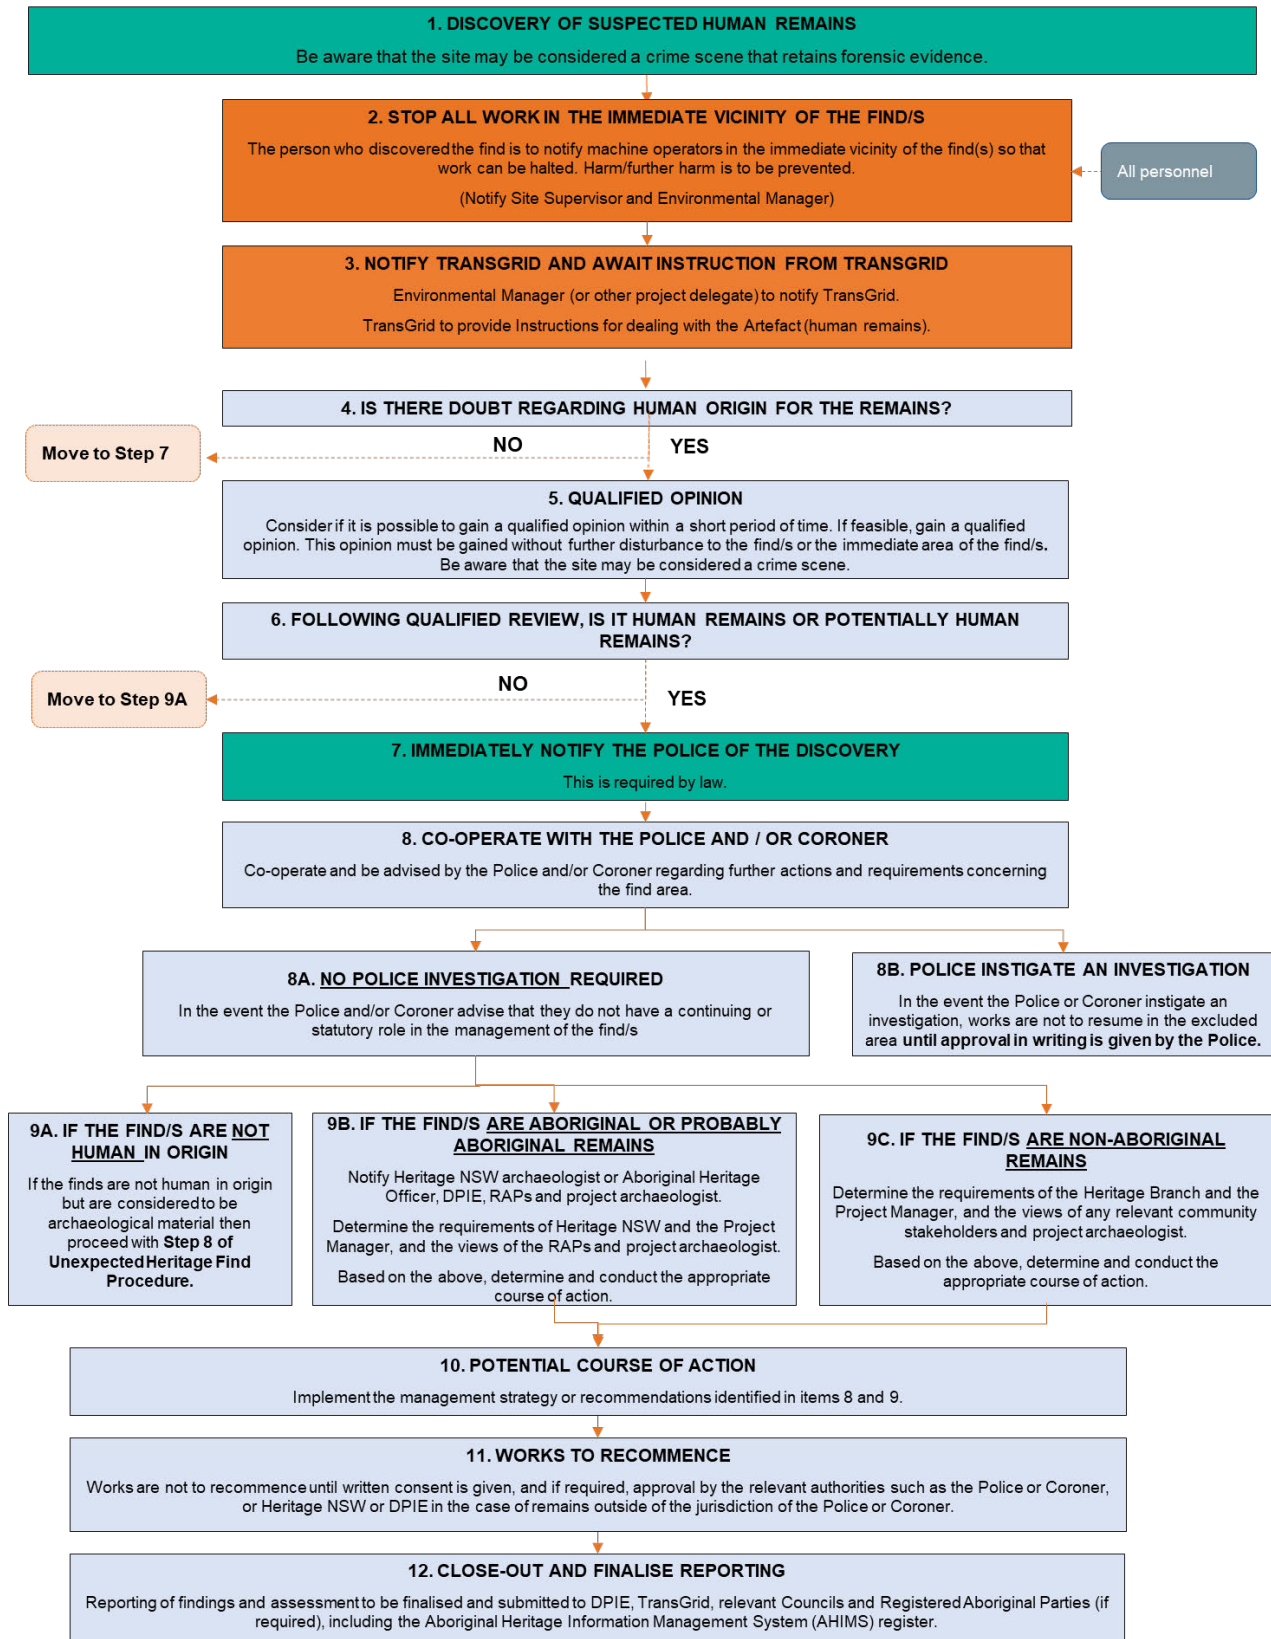 1. DISCOVERY OF SUSPECTED HUMAN REMAINS
Be aware that the site may be considered a crime scene that retains forensic evidence.
2. STOP ALL WORK IN THE IMMEDIATE VICINITY OF THE FIND/S
The person who discovered the find is to notify machine operators in the immediate vicinity of the find(s) so that
work can be halted. Harm/further harm is to be prevented.
(Notify Site Supervisor and Environmental Manager)
All personnel
3. NOTIFY TRANSGRID AND AWAIT INSTRUCTION FROM TRANSGRID
Environmental Manager (or other project delegate) to notify TransGrid.
TransGrid to provide Instructions for dealing with the Artefact (human remains).
4. IS THERE DOUBT REGARDING HUMAN ORIGIN FOR THE REMAINS?
NO
YES
Move to Step 7
5. QUALIFIED OPINION
Consider if it is possible to gain a qualified opinion within a short period of time. If feasible, gain a qualified
opinion. This opinion must be gained without further disturbance to the find/s or the immediate area of the find/s.
Be aware that the site may be considered a crime scene.
6. FOLLOWING QUALIFIED REVIEW, IS IT HUMAN REMAINS OR POTENTIALLY HUMAN
REMAINS?
NO
YES
Move to Step 9A
7. IMMEDIATELY NOTIFY THE POLICE OF THE DISCOVERY
This is required by law.
8. CO-OPERATE WITH THE POLICE AND / OR CORONER
Co-operate and be advised by the Police and/or Coroner regarding further actions and requirements concerning
the find area.
8A. NO POLICE INVESTIGATION REQUIRED
In the event the Police and/or Coroner advise that they do not have a continuing or
statutory role in the management of the find/s
8B. POLICE INSTIGATE AN INVESTIGATION
In the event the Police or Coroner instigate an
investigation, works are not to resume in the excluded
area until approval in writing is given by the Police.
9A. IF THE FIND/S ARE NOT
HUMAN IN ORIGIN
If the finds are not human in origin
but are considered to be
archaeological material then
proceed with Step 8 of
Unexpected Heritage Find
Procedure.
9B. IF THE FIND/S ARE ABORIGINAL OR PROBABLY
ABORIGINAL REMAINS
Notify Heritage NSW archaeologist or Aboriginal Heritage
Officer, DPIE, RAPs and project archaeologist.
Determine the requirements of Heritage NSW and the Project
Manager, and the views of the RAPs and project archaeologist.
Based on the above, determine and conduct the appropriate
course of action.
9C. IF THE FIND/S ARE NON-ABORIGINAL
REMAINS
Determine the requirements of the Heritage Branch and the
Project Manager, and the views of any relevant community
stakeholders and project archaeologist.
Based on the above, determine and conduct the
appropriate course of action.
10. POTENTIAL COURSE OF ACTION
Implement the management strategy or recommendations identified in items 8 and 9.
11. WORKS TO RECOMMENCE
Works are not to recommence until written consent is given, and if required, approval by the relevant authorities such as the Police or Coroner,
or Heritage NSW or DPIE in the case of remains outside of the jurisdiction of the Police or Coroner.
12. CLOSE-OUT AND FINALISE REPORTING
Reporting of findings and assessment to be finalised and submitted to DPIE, TransGrid, relevant Councils and Registered Aboriginal Parties (if
required), including the Aboriginal Heritage Information Management System (AHIMS) register.